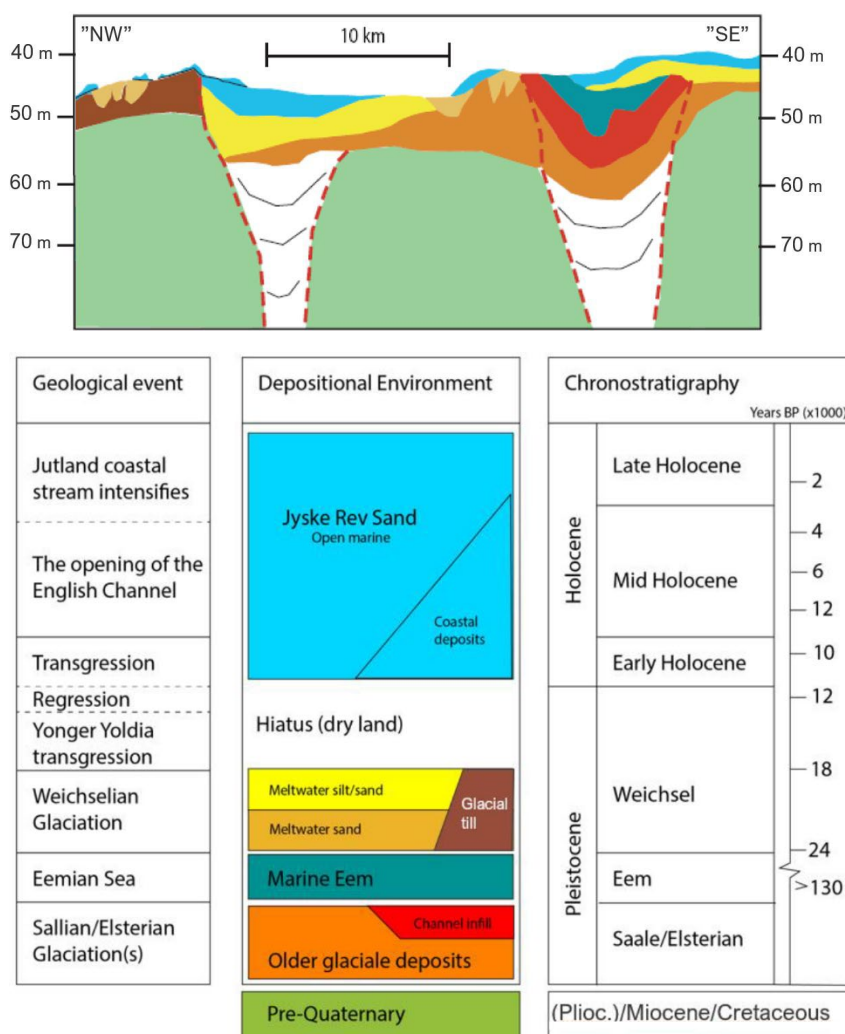 ”NW”
10 km
”SE”
40 m
40 m
50 m
50 m
60 m
60 m
70 m
70 m
Geological event
Jutland coastal
stream intensifies
The opening of the
English Channel
Transgression
Regression
Yonger Yoldia
transgression
Weichselian
Glaciation
Eemian Sea
Sallian/Elsterian
Glaciation(s)
Depositional Environment
Jyske Rev Sand
Open marine
Coastal
deposits
Hiatus (dry land)
Meltwater silt/sand
Meltwater sand
Glacial
till
Marine Eem
Channel infill
Older glaciale deposits
Pre-Quaternary
Chronostratigraphy
Years BP (x1000)
Holocene
Late Holocene
Mid Holocene
Early Holocene
Pleistocene
Weichsel
Eem
Saale/Elsterian
2
4
6
12
10
12
18
24
>130
(Plioc.)/Miocene/Cretaceous